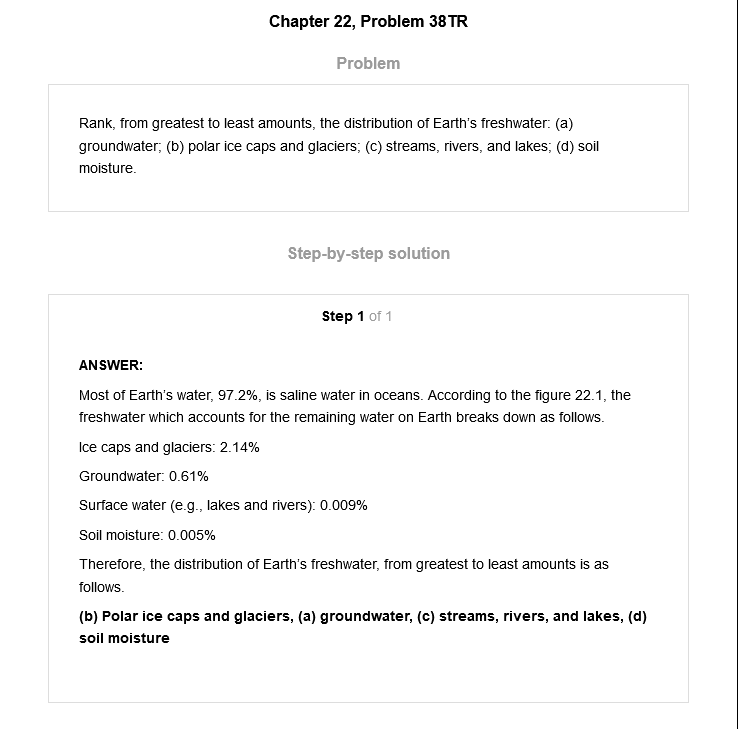 Chapter 22, Problem 38TR
Problem
Rank, from greatest to least amounts, the distribution of Earth's freshwater: (a)
groundwater; (b) polar ice caps and glaciers; (c) streams, rivers, and lakes; (d) soil
moisture.
Step-by-step solution
Step 1 of 1
ANSWER:
Most of Earth's water, 97.2%, is saline water in oceans. According to the figure 22.1, the
freshwater which accounts for the remaining water on Earth breaks down as follows.
Ice caps and glaciers: 2.14%
Groundwater: 0.61%
Surface water (e.g., lakes and rivers): 0.009%
Soil moisture: 0.005%
Therefore, the distribution of Earth's freshwater, from greatest to least amounts is as
follows.
(b) Polar ice caps and glaciers, (a) groundwater, (c) streams, rivers, and lakes, (d)
soil moisture